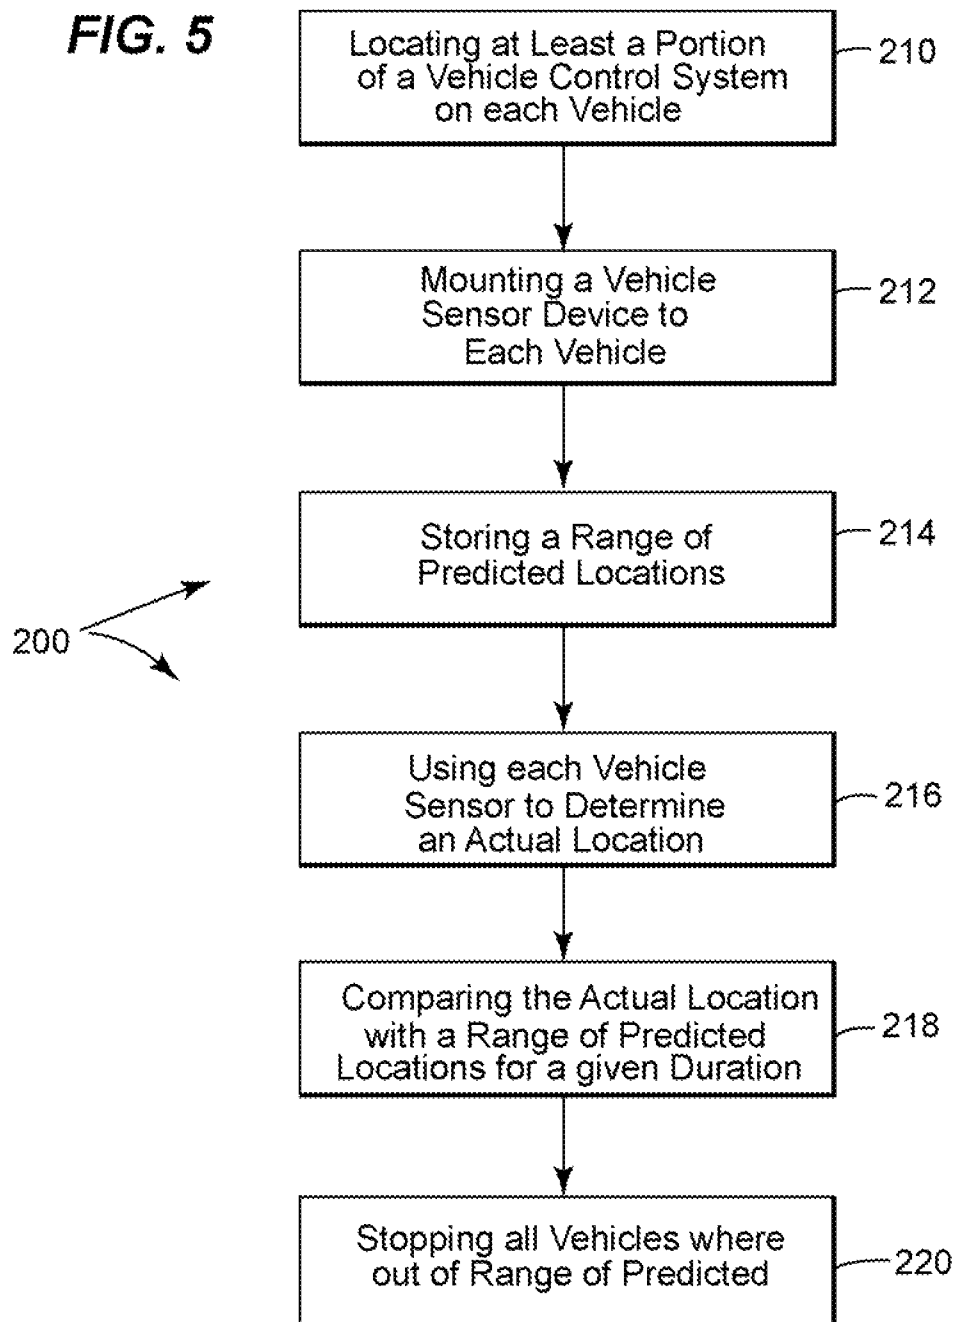 FIG. 5
Locating at Least a Portion
of a Vehicle Control System
on each Vehicle
210
Mounting a Vehicle
Sensor Device to
Each Vehicle
212
Storing a Range of
Predicted Locations
214
200
Using each Vehicle
Sensor to Determine
an Actual Location
216
Comparing the Actual Location
with a Range of Predicted
Locations for a given Duration
218
Stopping all Vehicles where
out of Range of Predicted
220